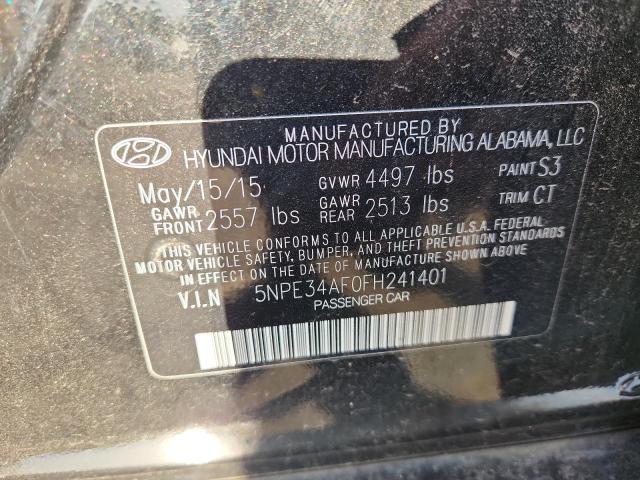 MANUFACTURED BY
HYUNDAI MOTOR MANUFACTURING ALABAMA, LLC
May/15/15 GVWR 4497 lbs PAINT S3
GAWR FRONT 2557 lbs GAWR REAR 2513 lbs TRIM CT
THIS VEHICLE CONFORMS TO ALL APPLICABLE U.S.A. FEDERAL
MOTOR VEHICLE SAFETY, BUMPER, AND THEFT PREVENTION STANDARDS
IN EFFECT ON THE DATE OF MANUFACTURE SHOWN ABOVE
V.I.N 5NPE34AF0FH241401
PASSENGER CAR